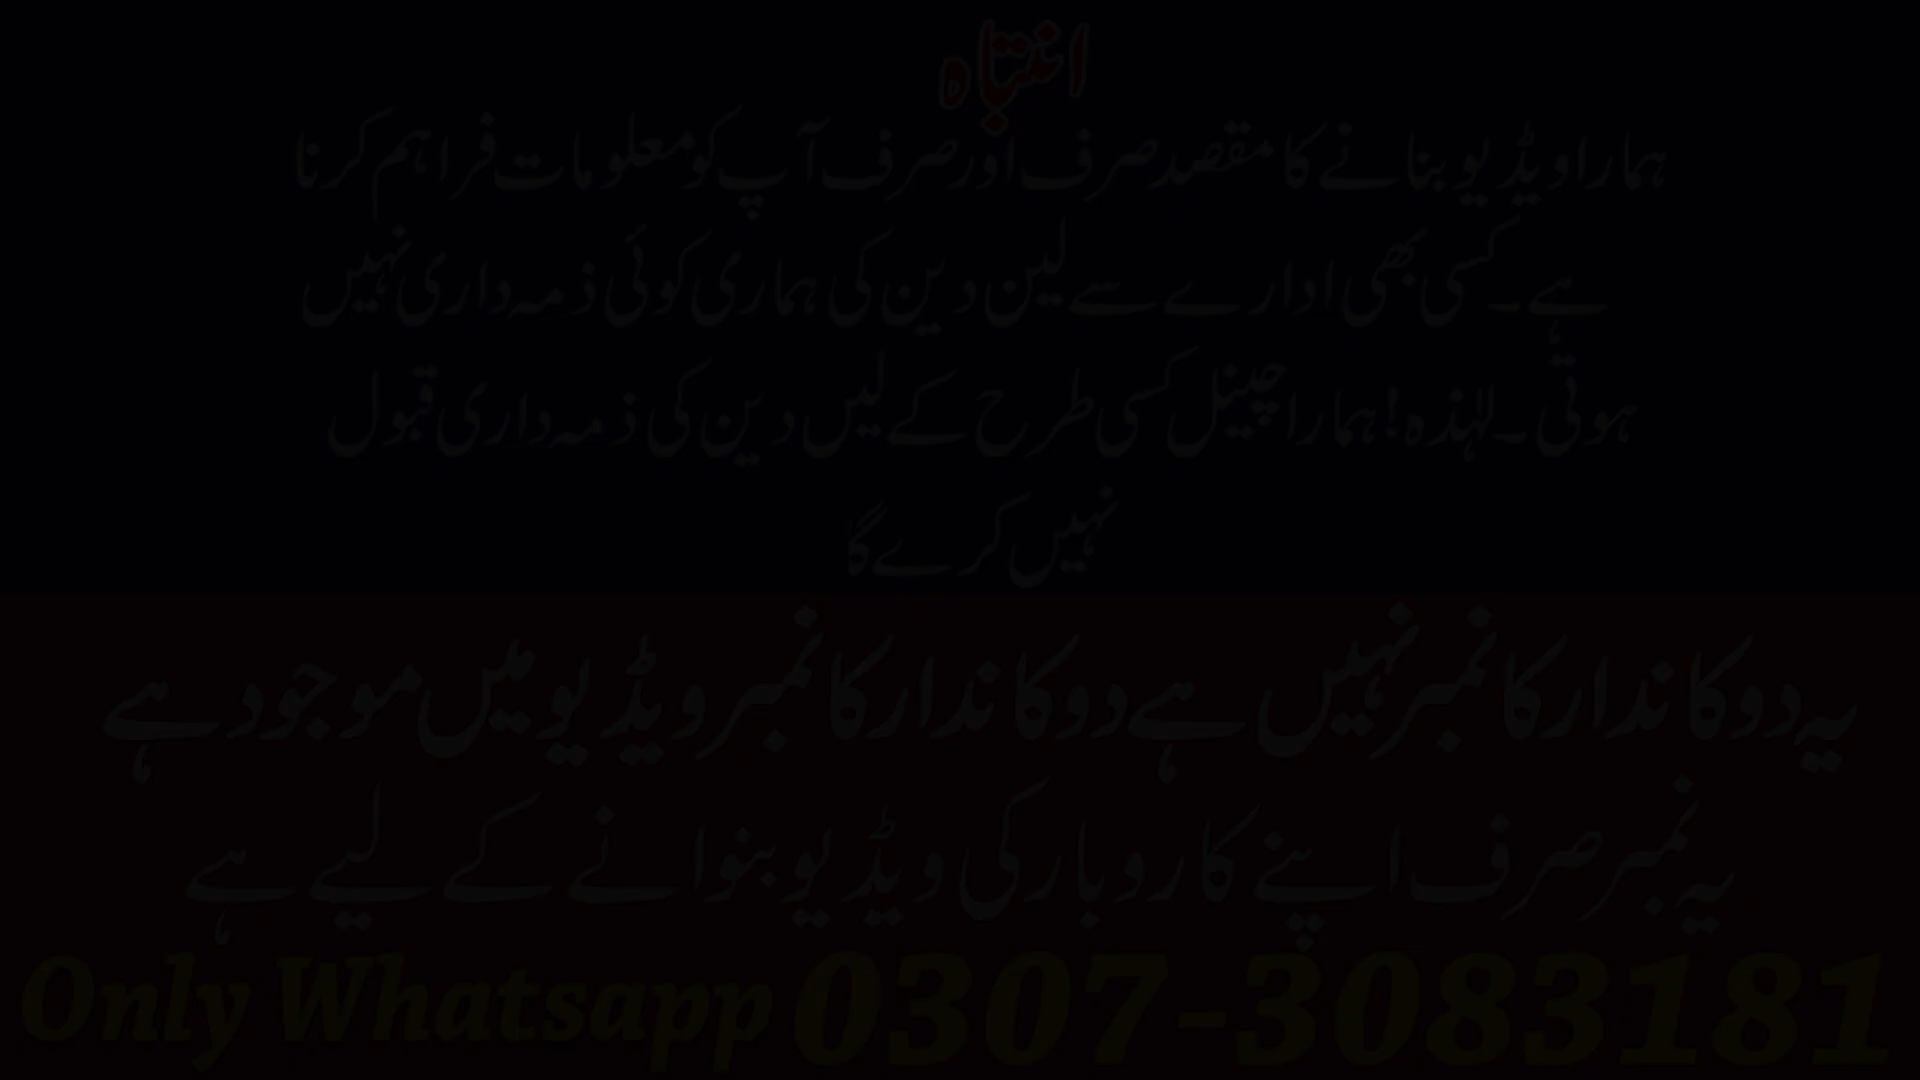 انتباہ
ہمارا ویڈیو بنانے کا مقصد صرف اور صرف آپ کو معلومات فراہم کرنا
ہے۔ کسی بھی ادارے سے لین دین کی ہماری کوئی ذمہ داری نہیں
ہوتی۔ لہٰذہ! ہمارا چینل کسی طرح کے لیں دین کی ذمہ داری قبول
نہیں کرے گا
یہ دوکاندار کا نمبر نہیں ہے دوکاندار کا نمبر ویڈیو میں موجود ہے
یہ نمبر صرف اپنے کاروبار کی ویڈیو بنوانے کے لیے ہے
Only Whatsapp 0307-3083181